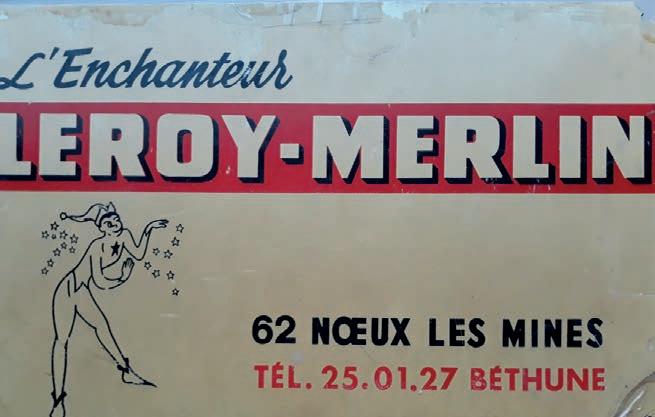 L'Enchanteur
LEROY-MERLIN
62 NŒUX LES MINES
TÉL. 25.01.27 BÉTHUNE